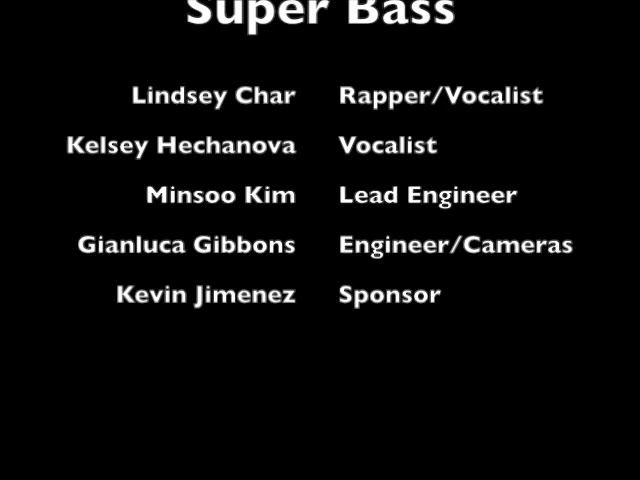 Super Bass
Lindsey Char Rapper/Vocalist
Kelsey Hechanova Vocalist
Minsoo Kim Lead Engineer
Gianluca Gibbons Engineer/Cameras
Kevin Jimenez Sponsor